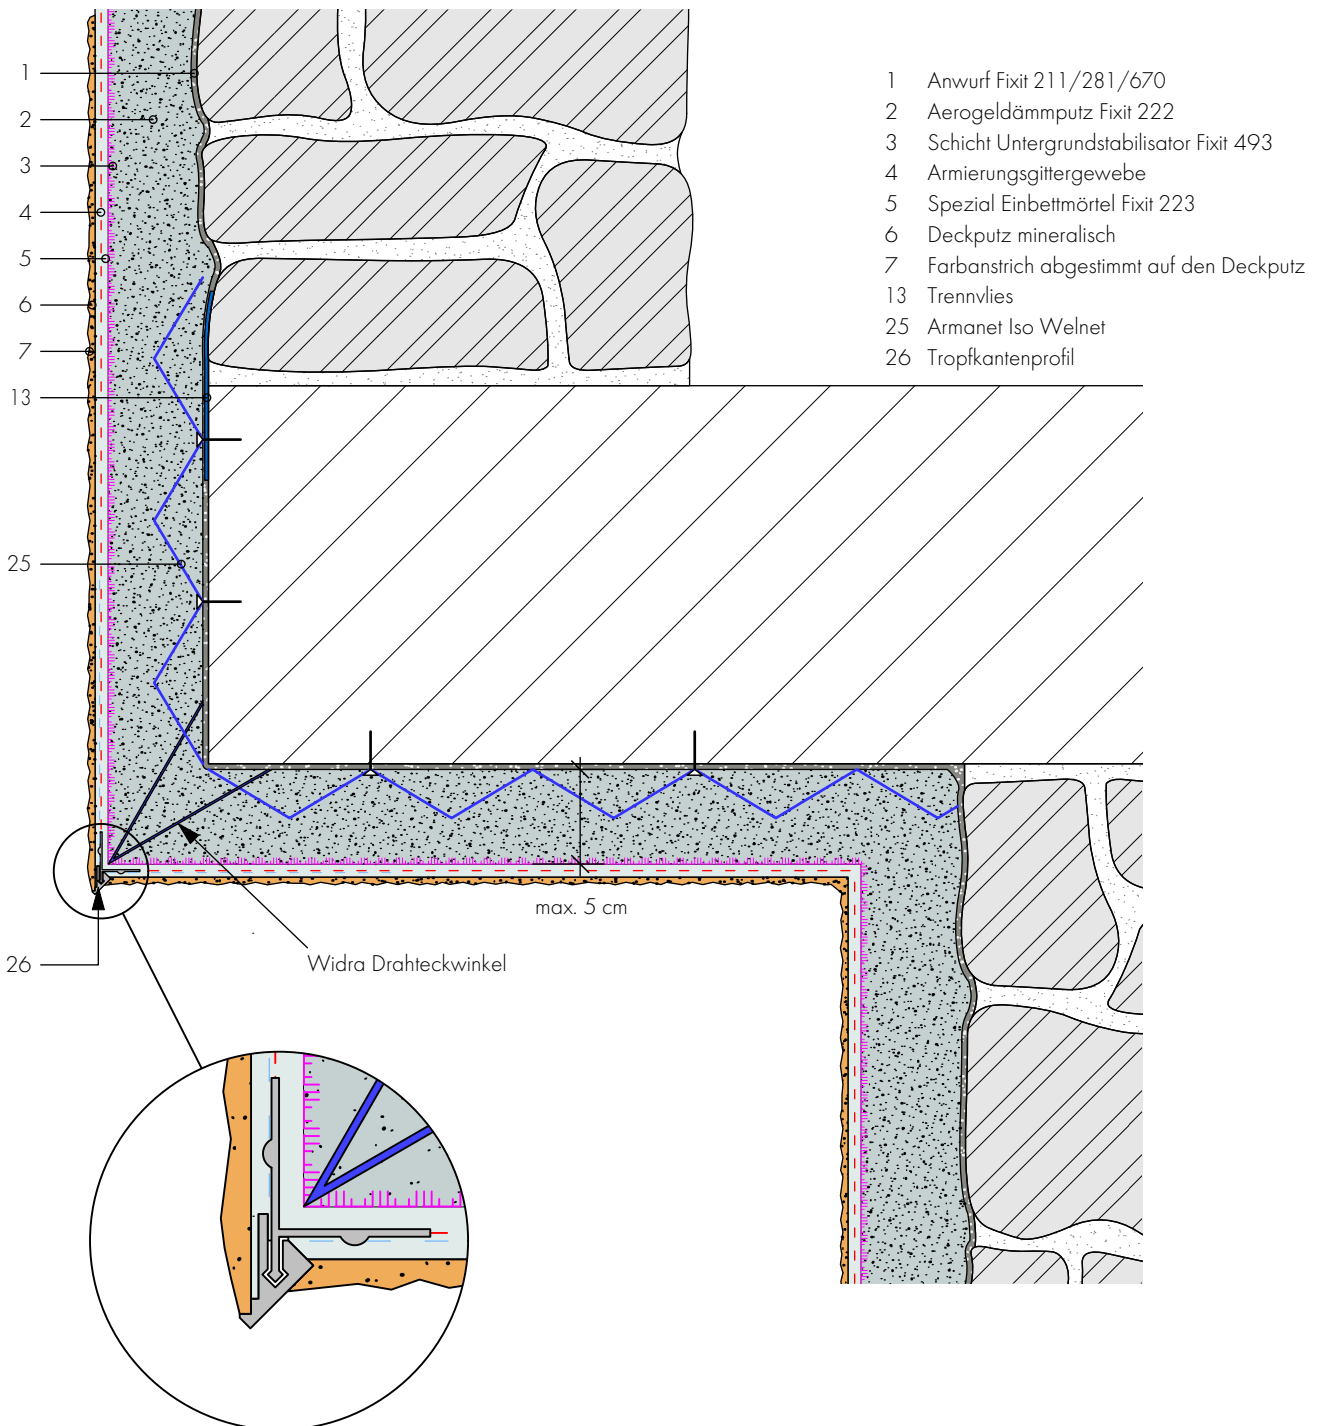 1
2
3
4
5
6
7
13
25
26
1 Anwurf Fixit 211/281/670
2 Aerogeldämmputz Fixit 222
3 Schicht Untergrundstabilisator Fixit 493
4 Armierungsgittergewebe
5 Spezial Einbettmörtel Fixit 223
6 Deckputz mineralisch
7 Farbanstrich abgestimmt auf den Deckputz
13 Trennvlies
25 Armanet Iso Welnet
26 Tropfkantenprofil
max. 5 cm
Widra Drahteckwinkel